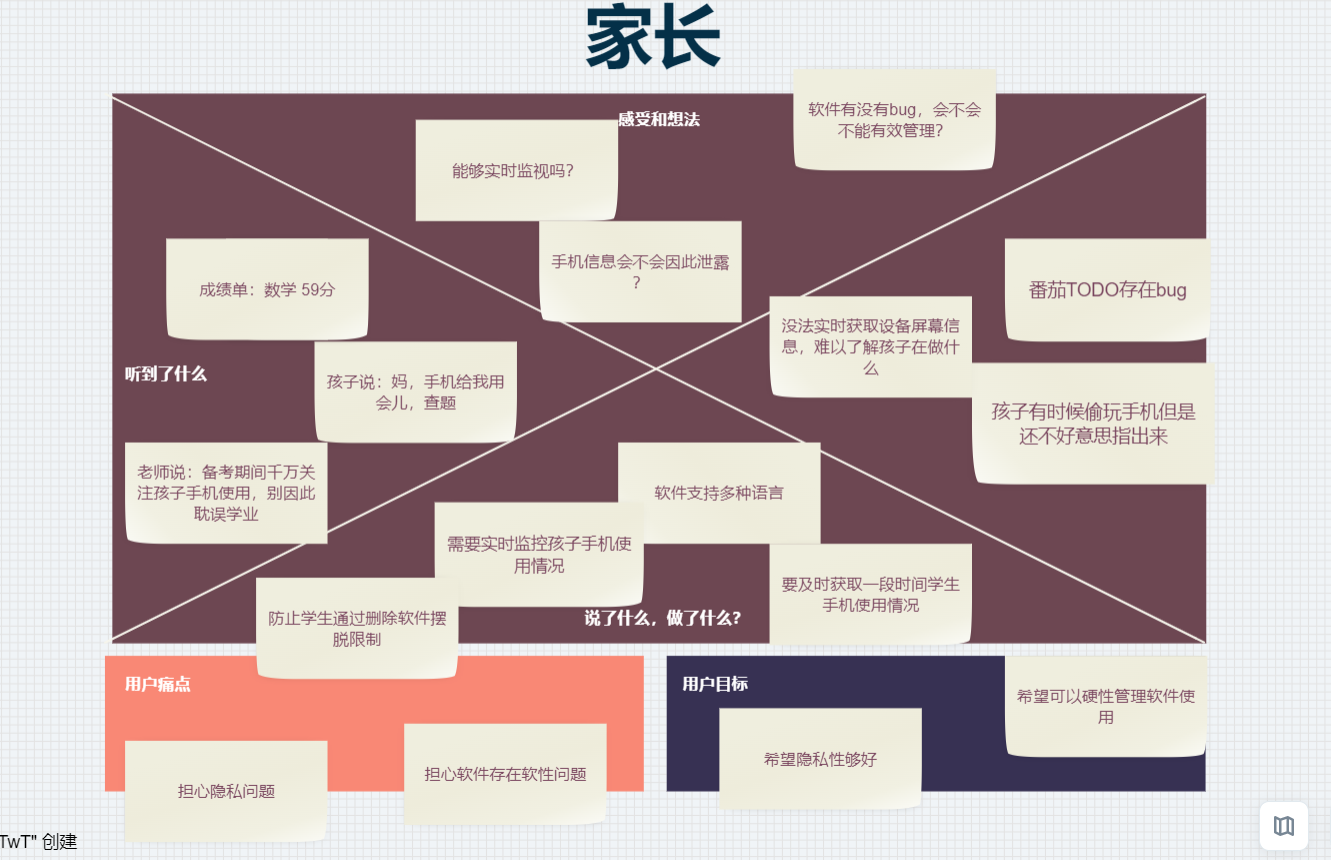 家长
感受和想法
软件有没有bug，会不会
不能有效管理？
能够实时监视吗？
手机信息会不会因此泄露
？
成绩单：数学 59分
番茄TODO存在bug
没法实时获取设备屏幕信
息，难以了解孩子在做什
么
听到了什么
孩子说：妈，手机给我用
会儿，查题
孩子有时候偷玩手机但是
还不好意思指出来
老师说：备考期间千万关
注孩子手机使用，别因此
耽误学业
软件支持多种语言
需要实时监控孩子手机使
用情况
要及时获取一段时间学生
手机使用情况
防止学生通过删除软件摆
脱限制
说了什么，做了什么?
用户痛点
担心隐私问题
担心软件存在软性问题
用户目标
希望隐私性够好
希望可以硬性管理软件使
用
TwT" 创建